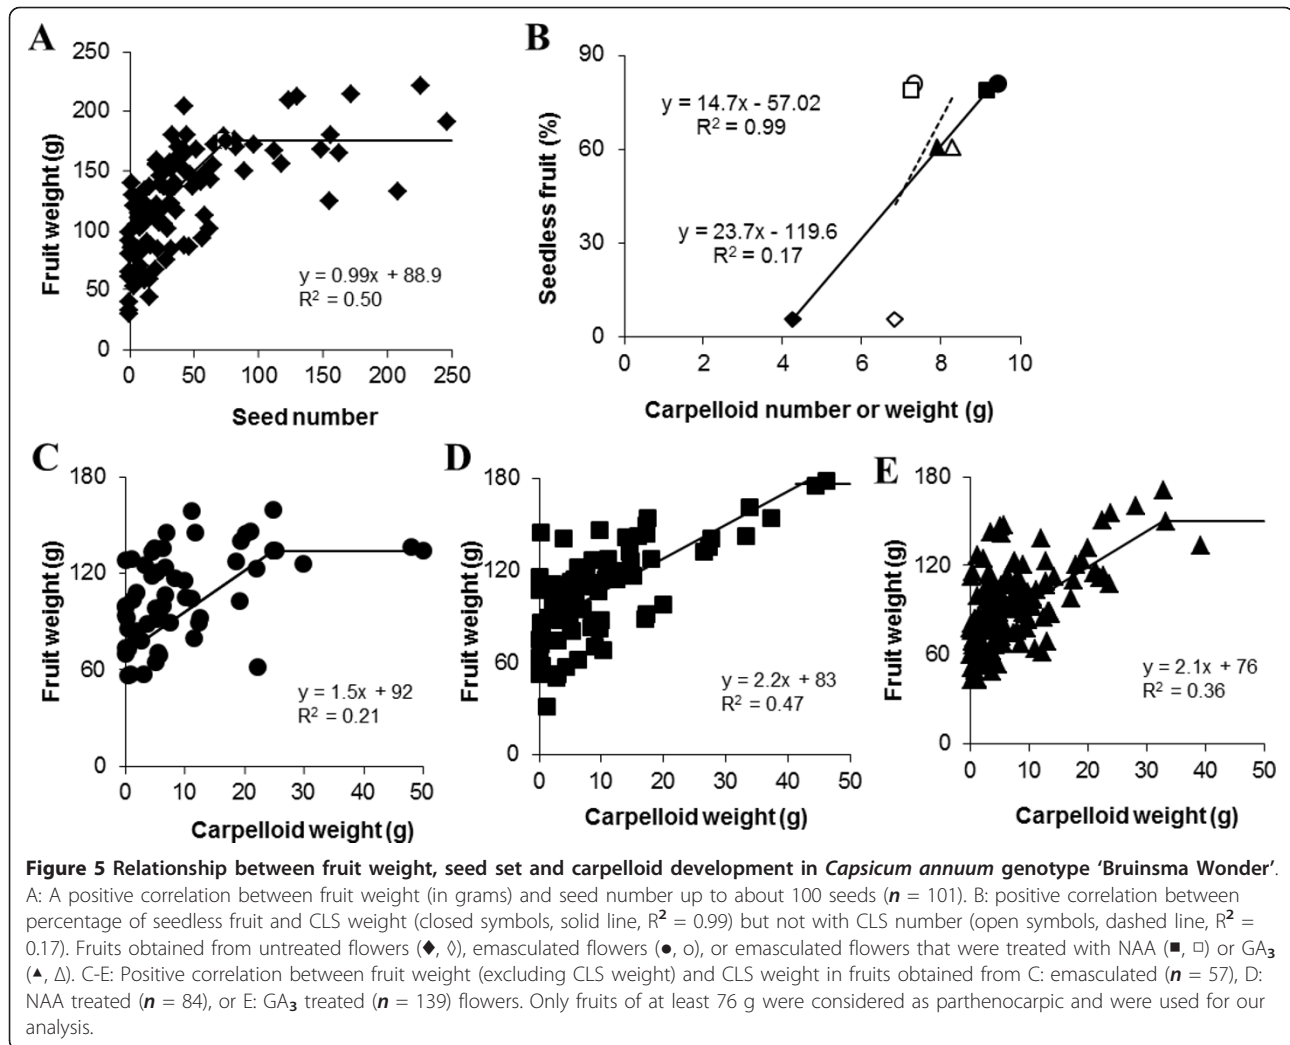 A
250
200
150
100
50
0
0 50 100 150 200 250
Fruit weight (g)
Seed number
y = 0.99x + 88.9
R² = 0.50
B
90
60
30
0
0 2 4 6 8 10
Seedless fruit (%)
Carpelloid number or weight (g)
y = 14.7x - 57.02
R² = 0.99
y = 23.7x - 119.6
R² = 0.17
C
180
120
60
0
0 10 20 30 40 50
Fruit weight (g)
Carpelloid weight (g)
y = 1.5x + 92
R² = 0.21
D
180
120
60
0
0 10 20 30 40 50
Fruit weight (g)
Carpelloid weight (g)
y = 2.2x + 83
R² = 0.47
E
180
120
60
0
0 10 20 30 40 50
Fruit weight (g)
Carpelloid weight (g)
y = 2.1x + 76
R² = 0.36
Figure 5 Relationship between fruit weight, seed set and carpelloid development in Capsicum annuum genotype ‘Bruinsma Wonder’.
A: A positive correlation between fruit weight (in grams) and seed number up to about 100 seeds (n = 101). B: positive correlation between
percentage of seedless fruit and CLS weight (closed symbols, solid line, R² = 0.99) but not with CLS number (open symbols, dashed line, R² =
0.17). Fruits obtained from untreated flowers (♦, ◊), emasculated flowers (●, o), or emasculated flowers that were treated with NAA (■, □) or GA₃
(▲, Δ). C-E: Positive correlation between fruit weight (excluding CLS weight) and CLS weight in fruits obtained from C: emasculated (n = 57), D:
NAA treated (n = 84), or E: GA₃ treated (n = 139) flowers. Only fruits of at least 76 g were considered as parthenocarpic and were used for our
analysis.